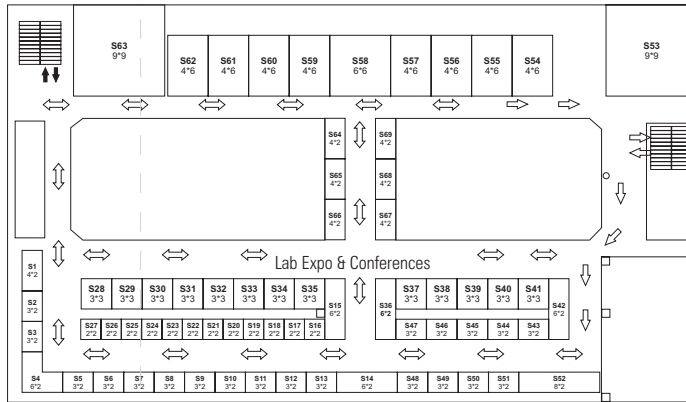 S63
9*9
S62
4*6
S61
4*6
S60
4*6
S59
4*6
S58
6*6
S57
4*6
S56
4*6
S55
4*6
S54
4*6
S53
9*9
S64
4*2
S69
4*2
S65
4*2
S68
4*2
S66
4*2
S67
4*2
Lab Expo & Conferences
S1
4*2
S2
3*2
S3
3*2
S28
3*3
S29
3*3
S30
3*3
S31
3*3
S32
3*3
S33
3*3
S34
3*3
S35
3*3
S15
6*2
S36
6*2
S37
3*3
S38
3*3
S39
3*3
S40
3*3
S41
3*3
S42
6*2
S27
2*2
S26
2*2
S25
2*2
S24
2*2
S23
2*2
S22
2*2
S21
2*2
S20
2*2
S19
2*2
S18
2*2
S17
2*2
S16
2*2
S47
3*2
S46
3*2
S45
3*2
S44
3*2
S43
3*2
S4
6*2
S5
3*2
S6
3*2
S7
3*2
S8
3*2
S9
3*2
S10
3*2
S11
3*2
S12
3*2
S13
3*2
S14
6*2
S48
3*2
S49
3*2
S50
3*2
S51
3*2
S52
8*2